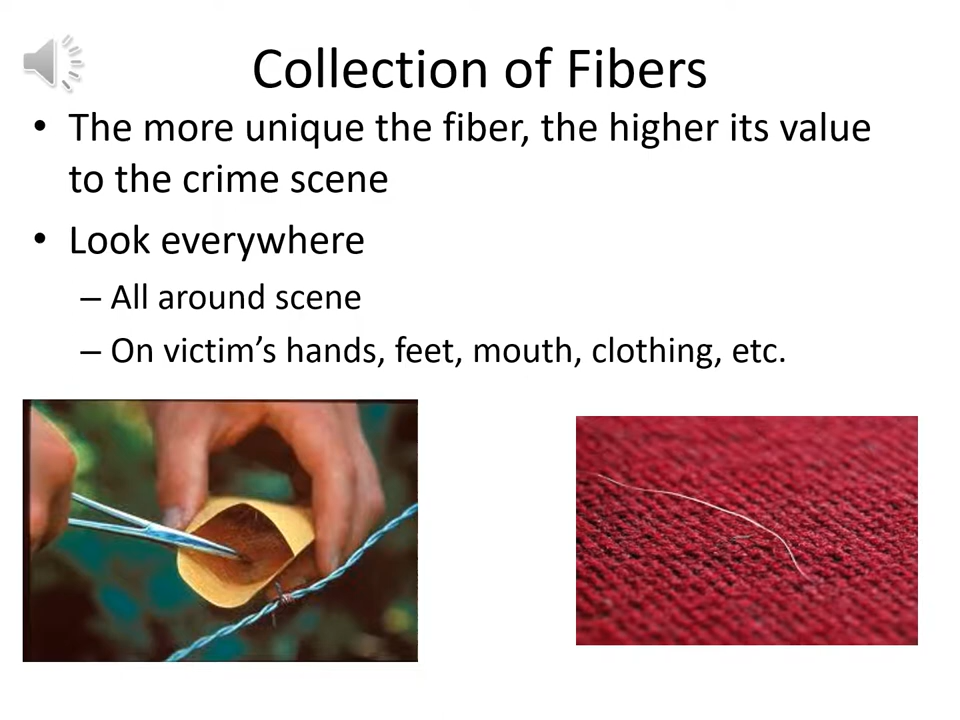 Collection of Fibers
• The more unique the fiber, the higher its value
to the crime scene
• Look everywhere
– All around scene
– On victim’s hands, feet, mouth, clothing, etc.